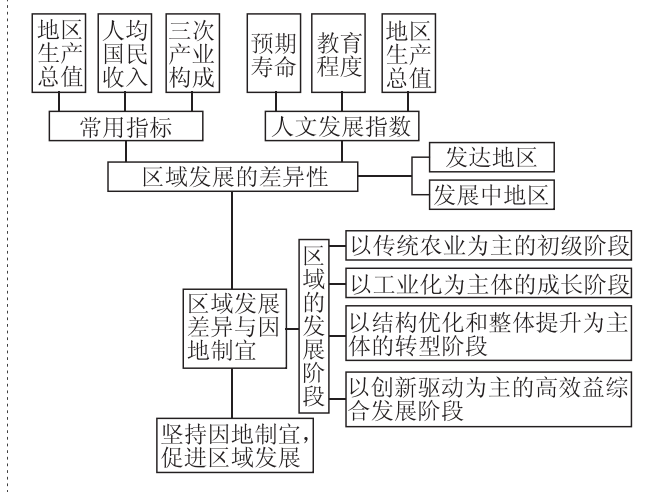 地区
生产
总值
人均
国民
收入
三次
产业
构成
预期
寿命
教育
程度
地区
生产
总值
常用指标
人文发展指数
区域发展的差异性
发达地区
发展中地区
区域发展
差异与因
地制宜
区域的发展阶段
以传统农业为主的初级阶段
以工业化为主体的成长阶段
以结构优化和整体提升为主
体的转型阶段
以创新驱动为主的高效益综
合发展阶段
坚持因地制宜，
促进区域发展